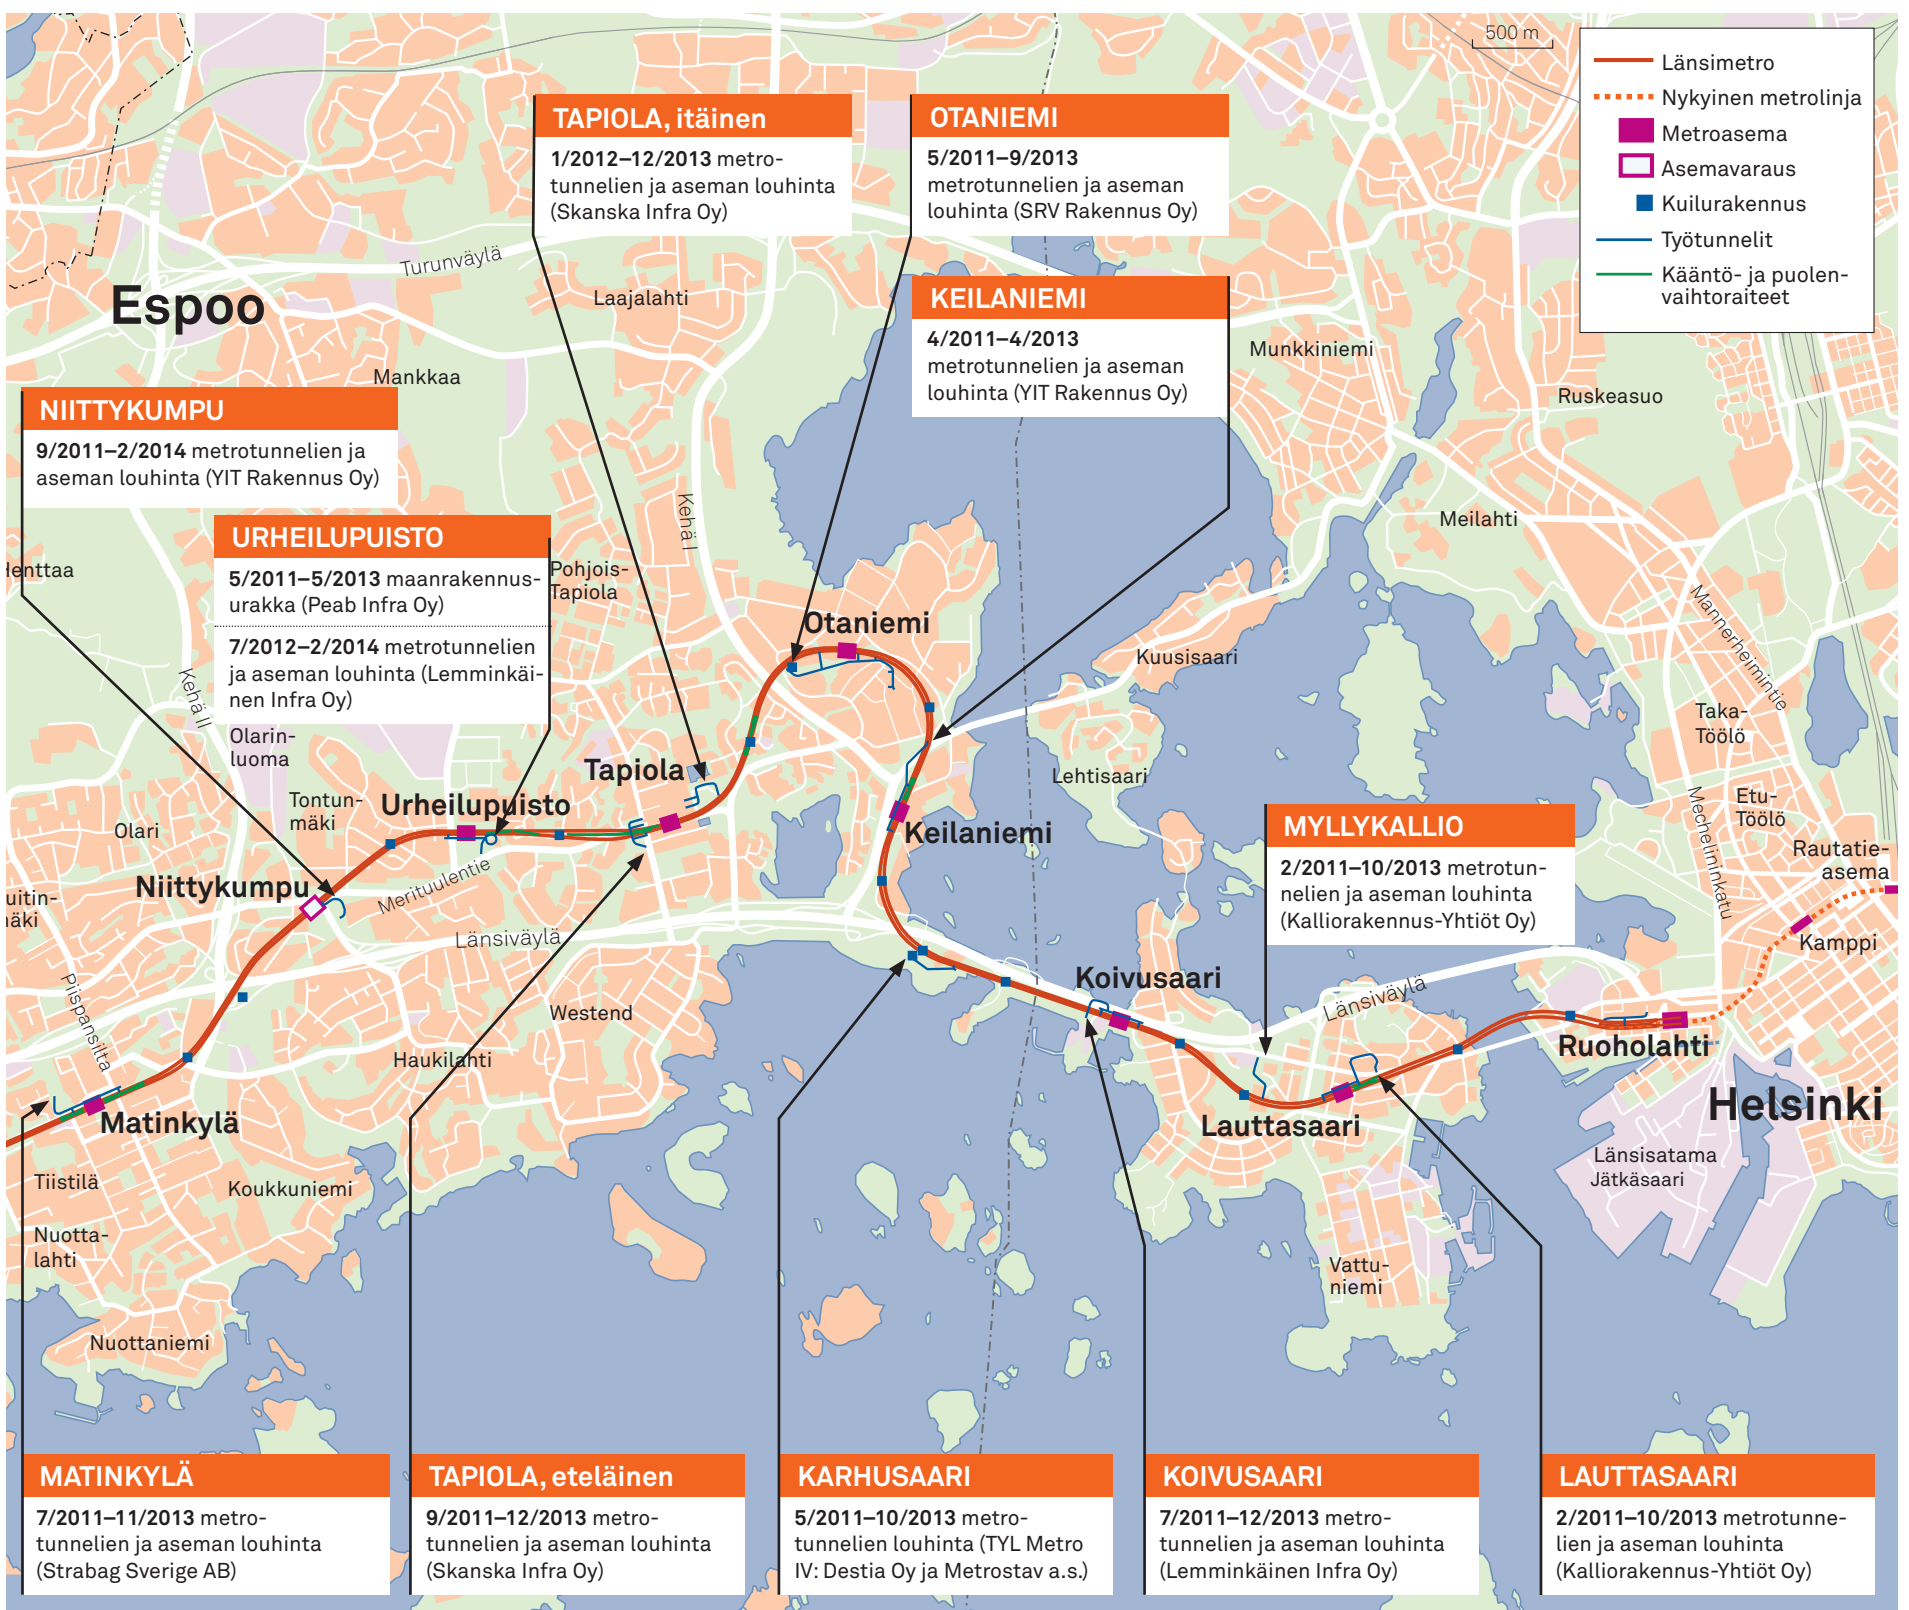 500 m
Länsimetro
Nykyinen metrolinja
Metroasema
Asemavaraus
Kuilurakennus
Työtunnelit
Kääntö- ja puolen-
vaihtoraiteet
TAPIOLA, itäinen
1/2012–12/2013 metro-
tunnelien ja aseman louhinta
(Skanska Infra Oy)
OTANIEMI
5/2011–9/2013
metrotunnelien ja aseman
louhinta (SRV Rakennus Oy)
KEILANIEMI
4/2011–4/2013
metrotunnelien ja aseman
louhinta (YIT Rakennus Oy)
Turunväylä
Espoo
Laajalahti
Mankkaa
Munkkiniemi
Ruskeasuo
NIITTYKUMPU
9/2011–2/2014 metrotunnelien ja
aseman louhinta (YIT Rakennus Oy)
Kehä I
Meilahti
URHEILUPUISTO
5/2011–5/2013 maanrakennus-
urakka (Peab Infra Oy)
7/2012–2/2014 metrotunnelien
ja aseman louhinta (Lemminkäi-
nen Infra Oy)
Henttaa
Pohjois-
Tapiola
Otaniemi
Kuusisaari
Mannerheimintie
Kehä II
Taka-
Töölö
Olarin-
luoma
Tapiola
Lehtisaari
Tontun-
mäki
Urheilupuisto
Olari
Keilaniemi
MYLLYKALLIO
2/2011–10/2013 metrotun-
nelien ja aseman louhinta
(Kalliorakennus-Yhtiöt Oy)
Mechelininkatu
Etu-
Töölö
Rautatie-
asema
Kamppi
Niittykumpu
Merituulentie
uitin-
äki
Länsiväylä
Piispansilta
Westend
Koivusaari
Länsiväylä
Haukilahti
Ruoholahti
Helsinki
Matinkylä
Lauttasaari
Länsisatama
Jätkäsaari
Tiistilä
Koukkuniemi
Nuotta-
lahti
Vattu-
niemi
Nuottaniemi
MATINKYLÄ
7/2011–11/2013 metro-
tunnelien ja aseman louhinta
(Strabag Sverige AB)
TAPIOLA, eteläinen
9/2011–12/2013 metro-
tunnelien ja aseman louhinta
(Skanska Infra Oy)
KARHUSAARI
5/2011–10/2013 metro-
tunnelien louhinta (TYL Metro
IV: Destia Oy ja Metrostav a.s.)
KOIVUSAARI
7/2011–12/2013 metro-
tunnelien ja aseman louhinta
(Lemminkäinen Infra Oy)
LAUTTASAARI
2/2011–10/2013 metrotunne-
lien ja aseman louhinta
(Kalliorakennus-Yhtiöt Oy)